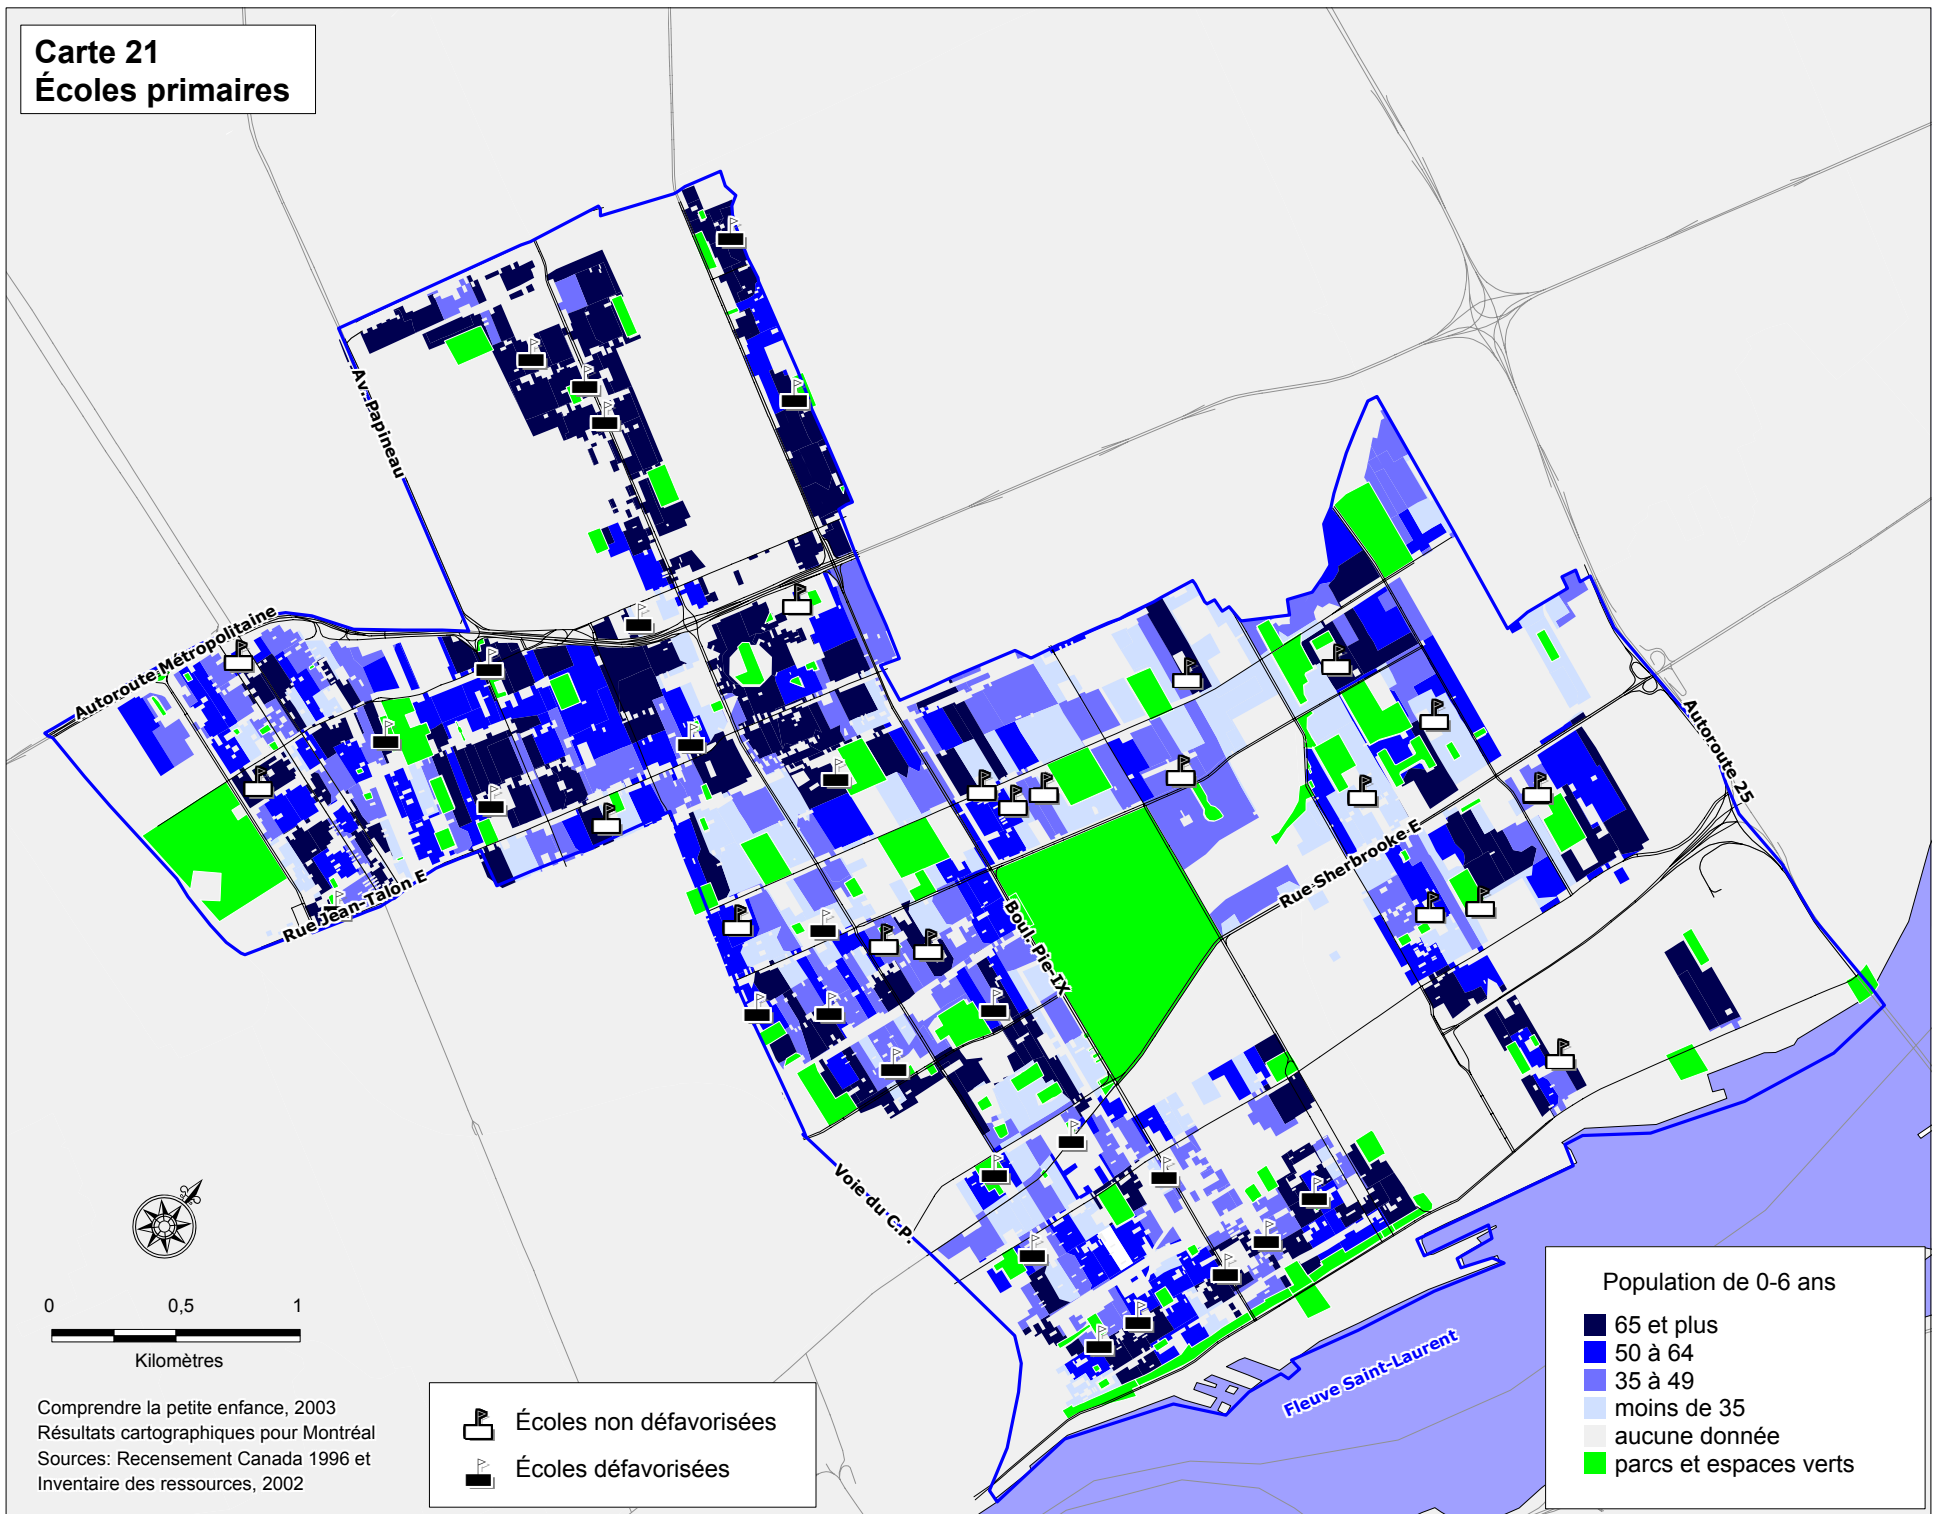 Carte 21
Écoles primaires
Av. Papineau
Autoroute Métropolitaine
Autoroute 25
Rue Sherbrooke E
Rue Jean-Talon E
Boul. Pie-IX
Voie du C.P.
Fleuve Saint-Laurent
0 0,5 1
Kilomètres
Comprendre la petite enfance, 2003
Résultats cartographiques pour Montréal
Sources: Recensement Canada 1996 et
Inventaire des ressources, 2002
Écoles non défavorisées
Écoles défavorisées
Population de 0-6 ans
65 et plus
50 à 64
35 à 49
moins de 35
aucune donnée
parcs et espaces verts